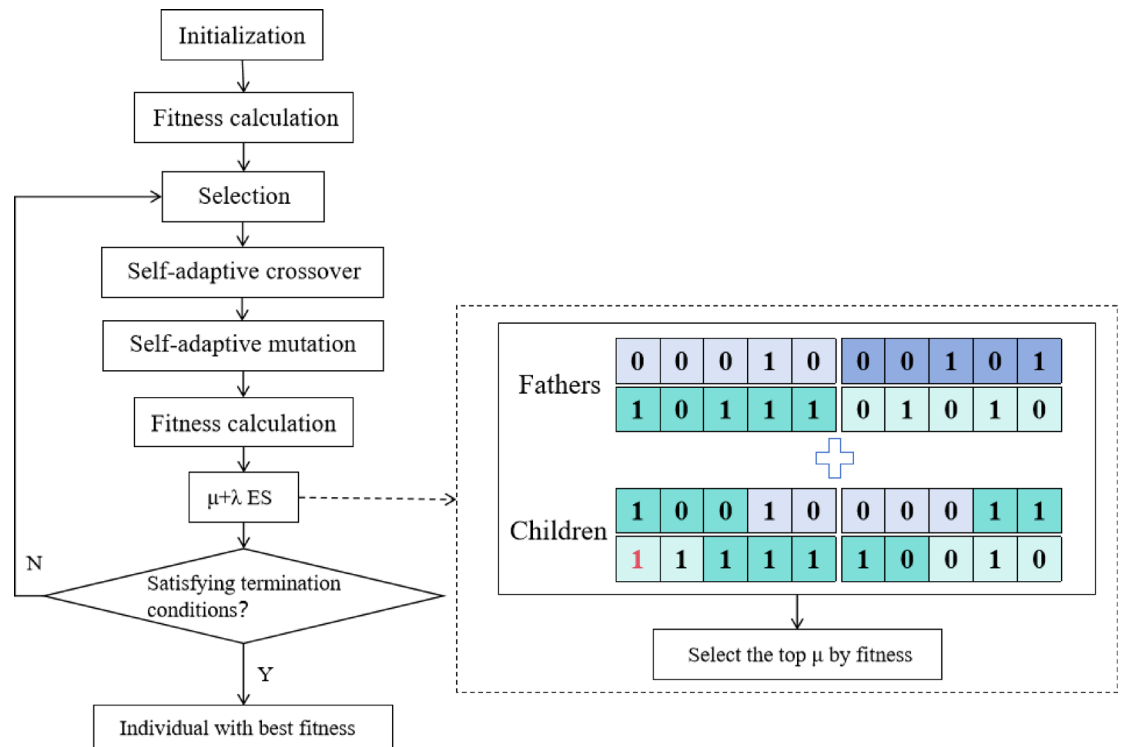 Initialization
Fitness calculation
Selection
Self-adaptive crossover
Self-adaptive mutation
Fitness calculation
μ+λ ES
N
Satisfying termination
conditions?
Y
Individual with best fitness
Fathers
0 0 0 1 0 0 0 1 0 1
1 0 1 1 1 0 1 0 1 0
Children
1 0 0 1 0 0 0 0 1 1
1 1 1 1 1 1 0 0 1 0
Select the top μ by fitness